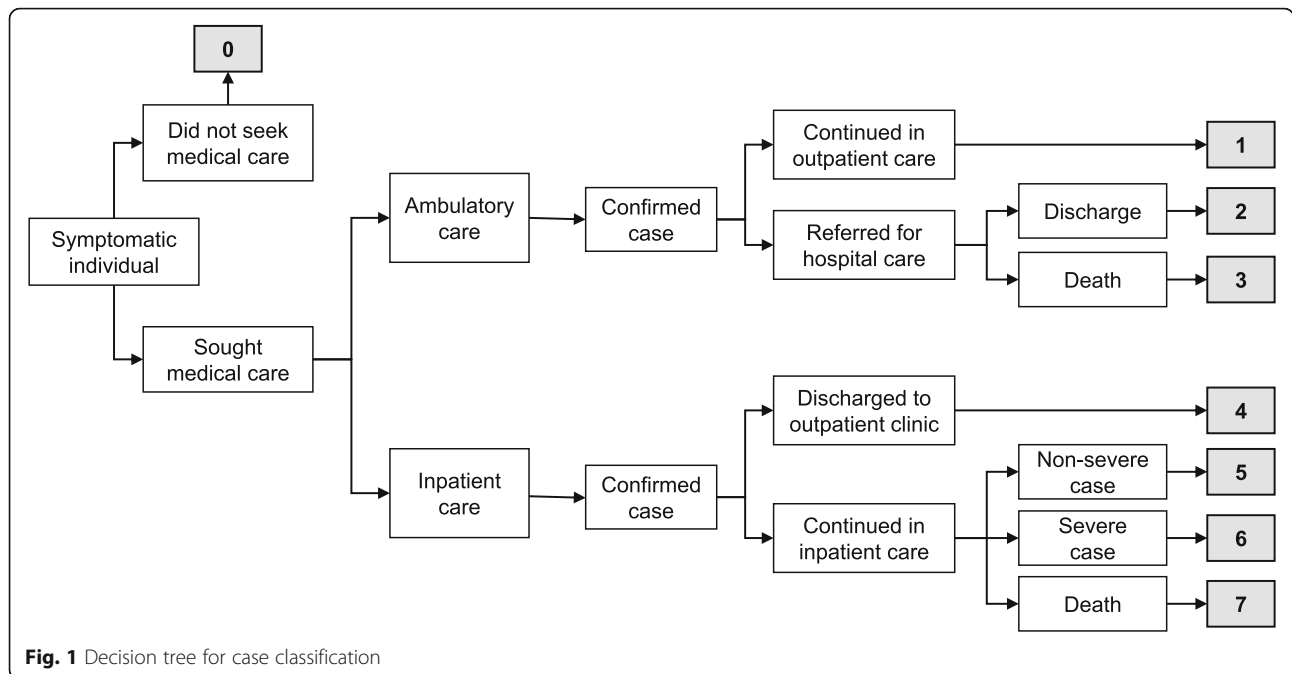 0
Did not seek
medical care
Symptomatic
individual
Sought
medical care
Ambulatory
care
Confirmed
case
Continued in
outpatient care
1
Referred for
hospital care
Discharge
2
Death
3
Inpatient
care
Confirmed
case
Discharged to
outpatient clinic
4
Continued in
inpatient care
Non-severe
case
5
Severe
case
6
Death
7
Fig. 1 Decision tree for case classification